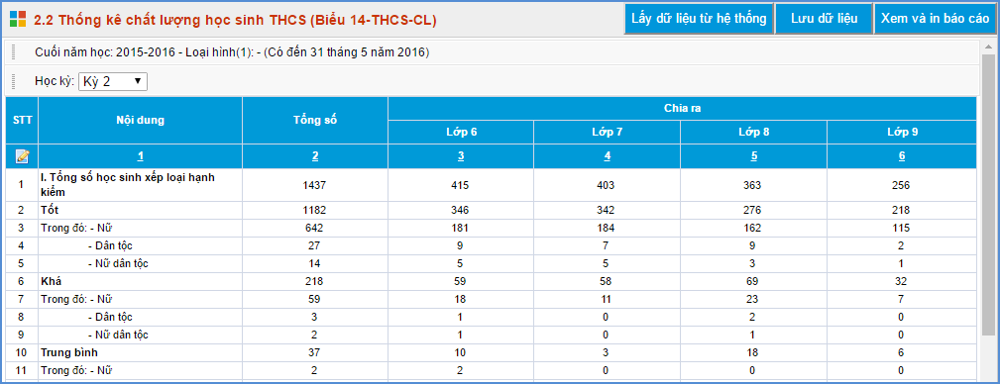 2.2 Thống kê chất lượng học sinh THCS (Biểu 14-THCS-CL)
Lấy dữ liệu từ hệ thống Lưu dữ liệu Xem và in báo cáo
Cuối năm học: 2015-2016 - Loại hình(1): - (Có đến 31 tháng 5 năm 2016)
Học kỳ: Kỳ 2
STT Nội dung Tổng số Chia ra
Lớp 6 Lớp 7 Lớp 8 Lớp 9
1 2 3 4 5 6
1 I. Tổng số học sinh xếp loại hạnh kiểm 1437 415 403 363 256
2 Tốt 1182 346 342 276 218
3 Trong đó: - Nữ 642 181 184 162 115
4 - Dân tộc 27 9 7 9 2
5 - Nữ dân tộc 14 5 5 3 1
6 Khá 218 59 58 69 32
7 Trong đó: - Nữ 59 18 11 23 7
8 - Dân tộc 3 1 0 2 0
9 - Nữ dân tộc 2 1 0 1 0
10 Trung bình 37 10 3 18 6
11 Trong đó: - Nữ 2 2 0 0 0